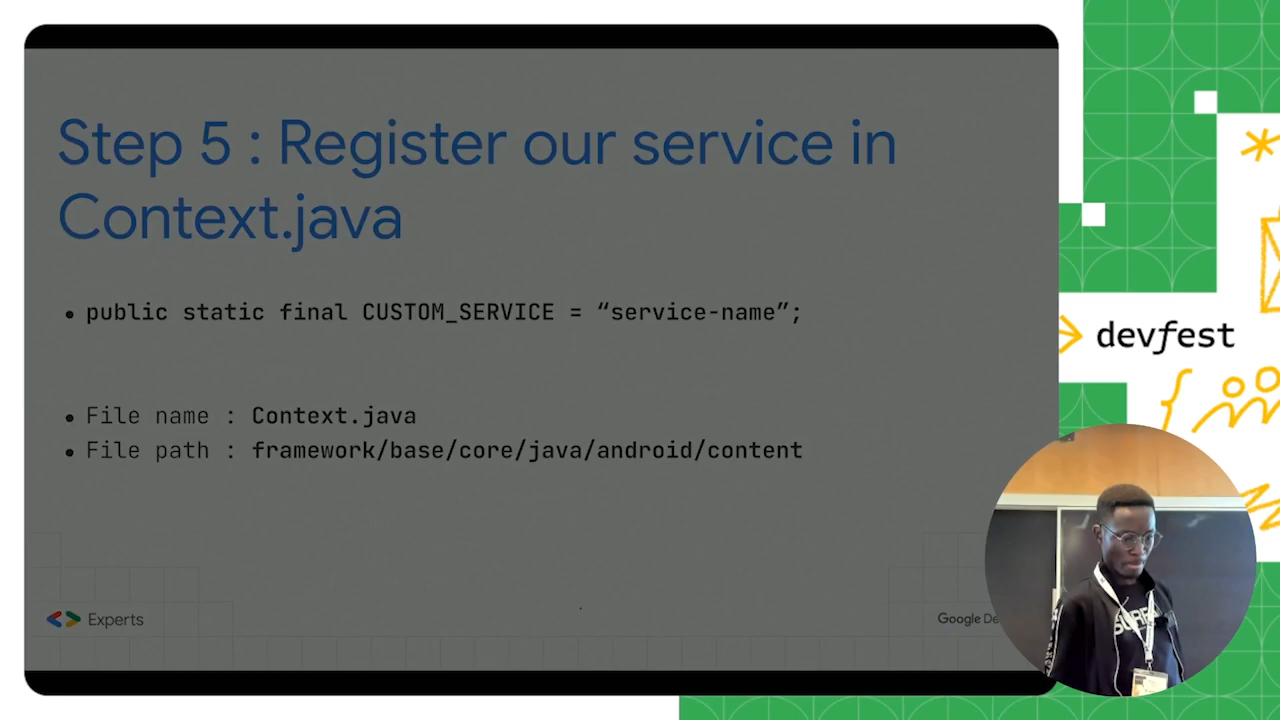 Step 5 : Register our service in
Context.java
• public static final CUSTOM_SERVICE = “service-name”;
• File name : Context.java
• File path : framework/base/core/java/android/content
Experts
Google
devfest